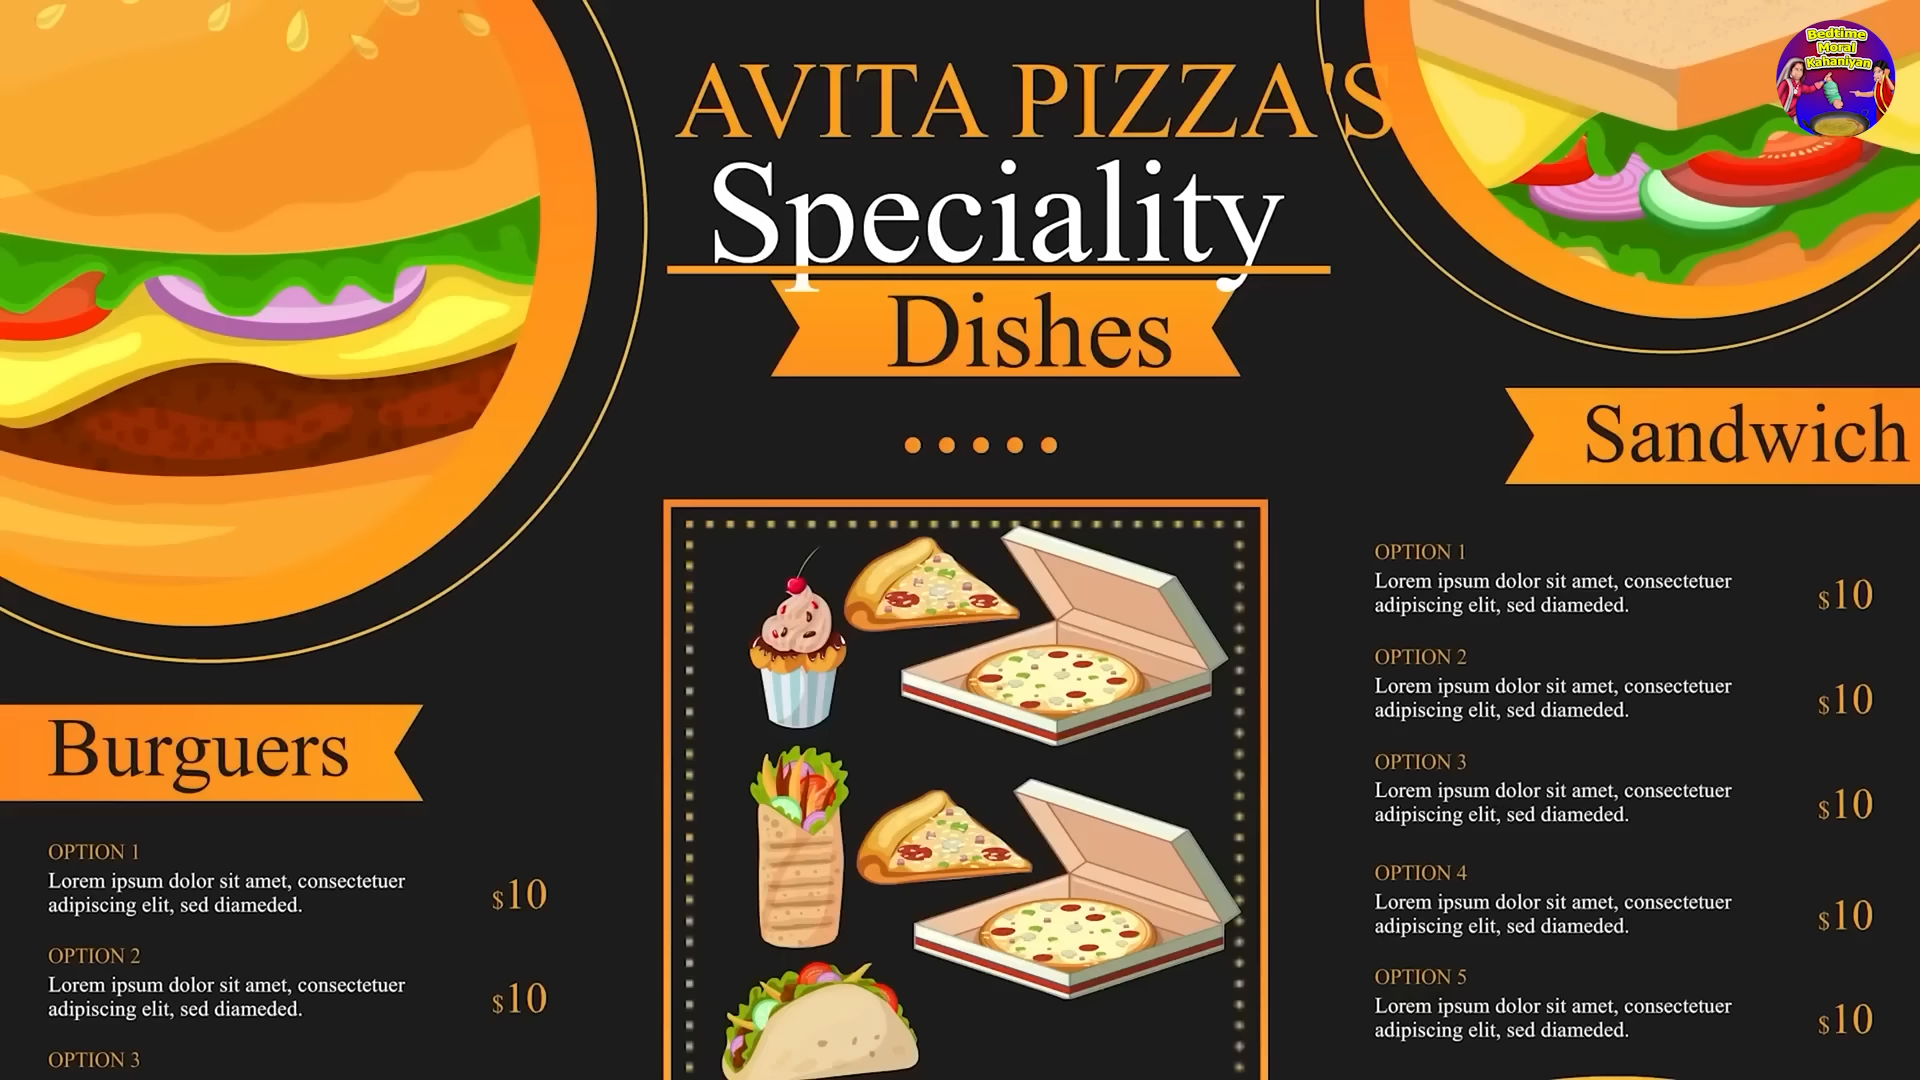 AVITA PIZZA'S
Speciality
Dishes
Bedtime
Moral
Kahaniyan
Burguers
OPTION 1
Lorem ipsum dolor sit amet, consectetuer
adipiscing elit, sed diameded.
$10
OPTION 2
Lorem ipsum dolor sit amet, consectetuer
adipiscing elit, sed diameded.
$10
OPTION 3
Sandwich
OPTION 1
Lorem ipsum dolor sit amet, consectetuer
adipiscing elit, sed diameded.
$10
OPTION 2
Lorem ipsum dolor sit amet, consectetuer
adipiscing elit, sed diameded.
$10
OPTION 3
Lorem ipsum dolor sit amet, consectetuer
adipiscing elit, sed diameded.
$10
OPTION 4
Lorem ipsum dolor sit amet, consectetuer
adipiscing elit, sed diameded.
$10
OPTION 5
Lorem ipsum dolor sit amet, consectetuer
adipiscing elit, sed diameded.
$10